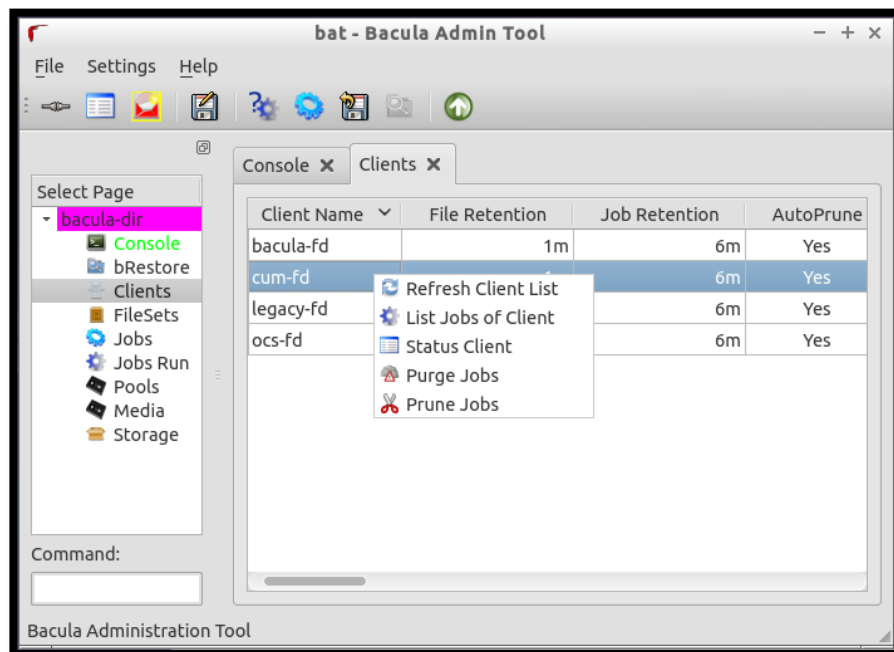 bat - Bacula Admin Tool
File Settings Help
Console Clients
Select Page
bacula-dir
Console
bRestore
Clients
FileSets
Jobs
Jobs Run
Pools
Media
Storage
Command:
Client Name File Retention Job Retention AutoPrune
bacula-fd 1m 6m Yes
cum-fd 6m Yes
legacy-fd 6m Yes
ocs-fd 6m Yes
Refresh Client List
List Jobs of Client
Status Client
Purge Jobs
Prune Jobs
Bacula Administration Tool